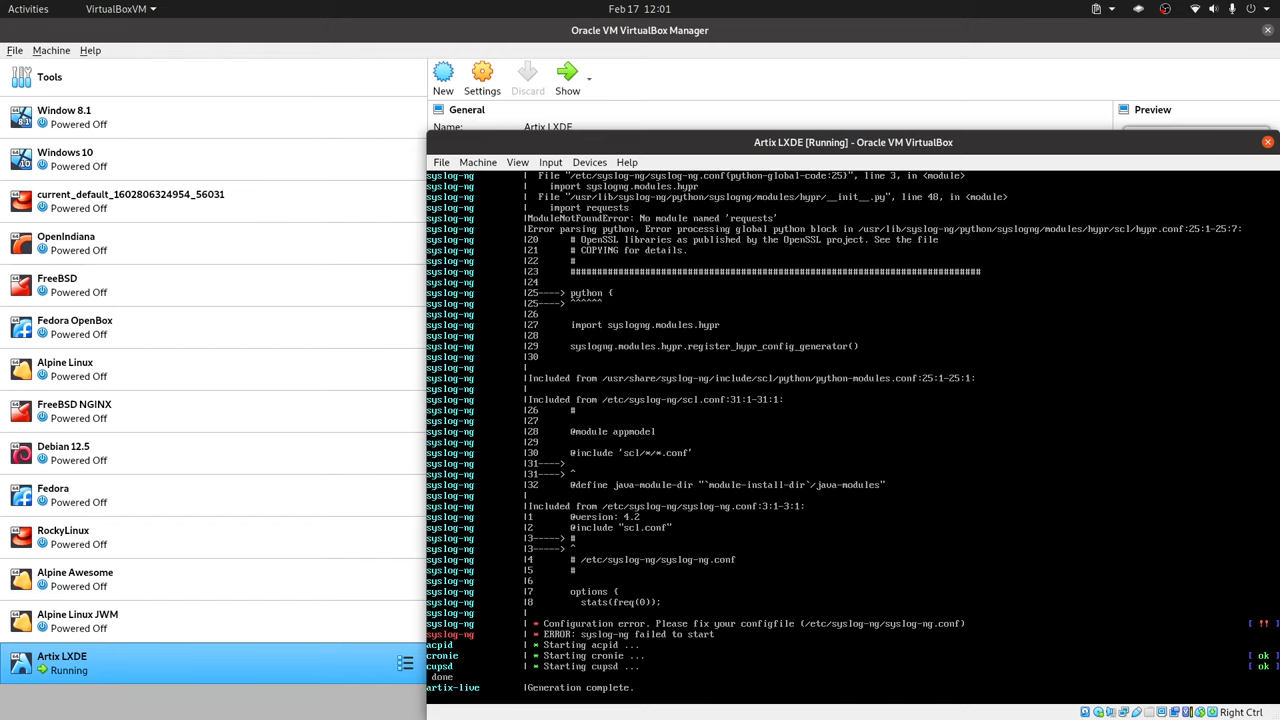 Activities
VirtualBoxVM
Feb 17 12:01
Oracle VM VirtualBox Manager
File Machine Help
Tools
New Settings Discard Show
Window 8.1
Powered Off
Windows 10
Powered Off
current_default_1602806324954_56031
Powered Off
OpenIndiana
Powered Off
FreeBSD
Powered Off
Fedora OpenBox
Powered Off
Alpine Linux
Powered Off
FreeBSD NGINX
Powered Off
Debian 12.5
Powered Off
Fedora
Powered Off
RockyLinux
Powered Off
Alpine Awesome
Powered Off
Alpine Linux JWM
Powered Off
Artix LXDE
Running
General
Preview
Name: Artix LXDE
Artix LXDE [Running] - Oracle VM VirtualBox
File Machine View Input Devices Help
syslog-ng | File "/etc/syslog-ng/syslog-ng.conf{python-global-code:25}", line 3, in <module>
syslog-ng | import syslogng.modules.hypr
syslog-ng | File "/usr/lib/syslog-ng/python/syslogng/modules/hypr/__init__.py", line 48, in <module>
syslog-ng | import requests
syslog-ng |ModuleNotFoundError: No module named 'requests'
syslog-ng |Error parsing python, Error processing global python block in /usr/lib/syslog-ng/python/syslogng/modules/hypr/scl/hypr.conf:25:1-25:7:
syslog-ng |20 # OpenSSL libraries as published by the OpenSSL project. See the file
syslog-ng |21 # COPYING for details.
syslog-ng |22 #
syslog-ng |23 #############################################################################
syslog-ng |24
syslog-ng |25----> python {
syslog-ng |25----> ^^^^^^
syslog-ng |26
syslog-ng |27 import syslogng.modules.hypr
syslog-ng |28
syslog-ng |29 syslogng.modules.hypr.register_hypr_config_generator()
syslog-ng |30
syslog-ng |
syslog-ng |Included from /usr/share/syslog-ng/include/scl/python/python-modules.conf:25:1-25:1:
syslog-ng |
syslog-ng |Included from /etc/syslog-ng/scl.conf:31:1-31:1:
syslog-ng |26 #
syslog-ng |27
syslog-ng |28 @module appmodel
syslog-ng |29
syslog-ng |30 @include 'scl/*/*.conf'
syslog-ng |31---->
syslog-ng |31----> ^
syslog-ng |32 @define java-module-dir "`module-install-dir`/java-modules"
syslog-ng |
syslog-ng |Included from /etc/syslog-ng/syslog-ng.conf:3:1-3:1:
syslog-ng |1 @version: 4.2
syslog-ng |2 @include "scl.conf"
syslog-ng |3-----> #
syslog-ng |3-----> ^
syslog-ng |4 # /etc/syslog-ng/syslog-ng.conf
syslog-ng |5 #
syslog-ng |6
syslog-ng |7 options {
syslog-ng |8 stats(freq(0));
syslog-ng |
syslog-ng | * Configuration error. Please fix your configfile (/etc/syslog-ng/syslog-ng.conf) [ !! ]
syslog-ng | * ERROR: syslog-ng failed to start
acpid | * Starting acpid ...
cronie | * Starting cronie ... [ ok ]
cupsd | * Starting cupsd ... [ ok ]
done
artix-live |Generation complete.
Right Ctrl